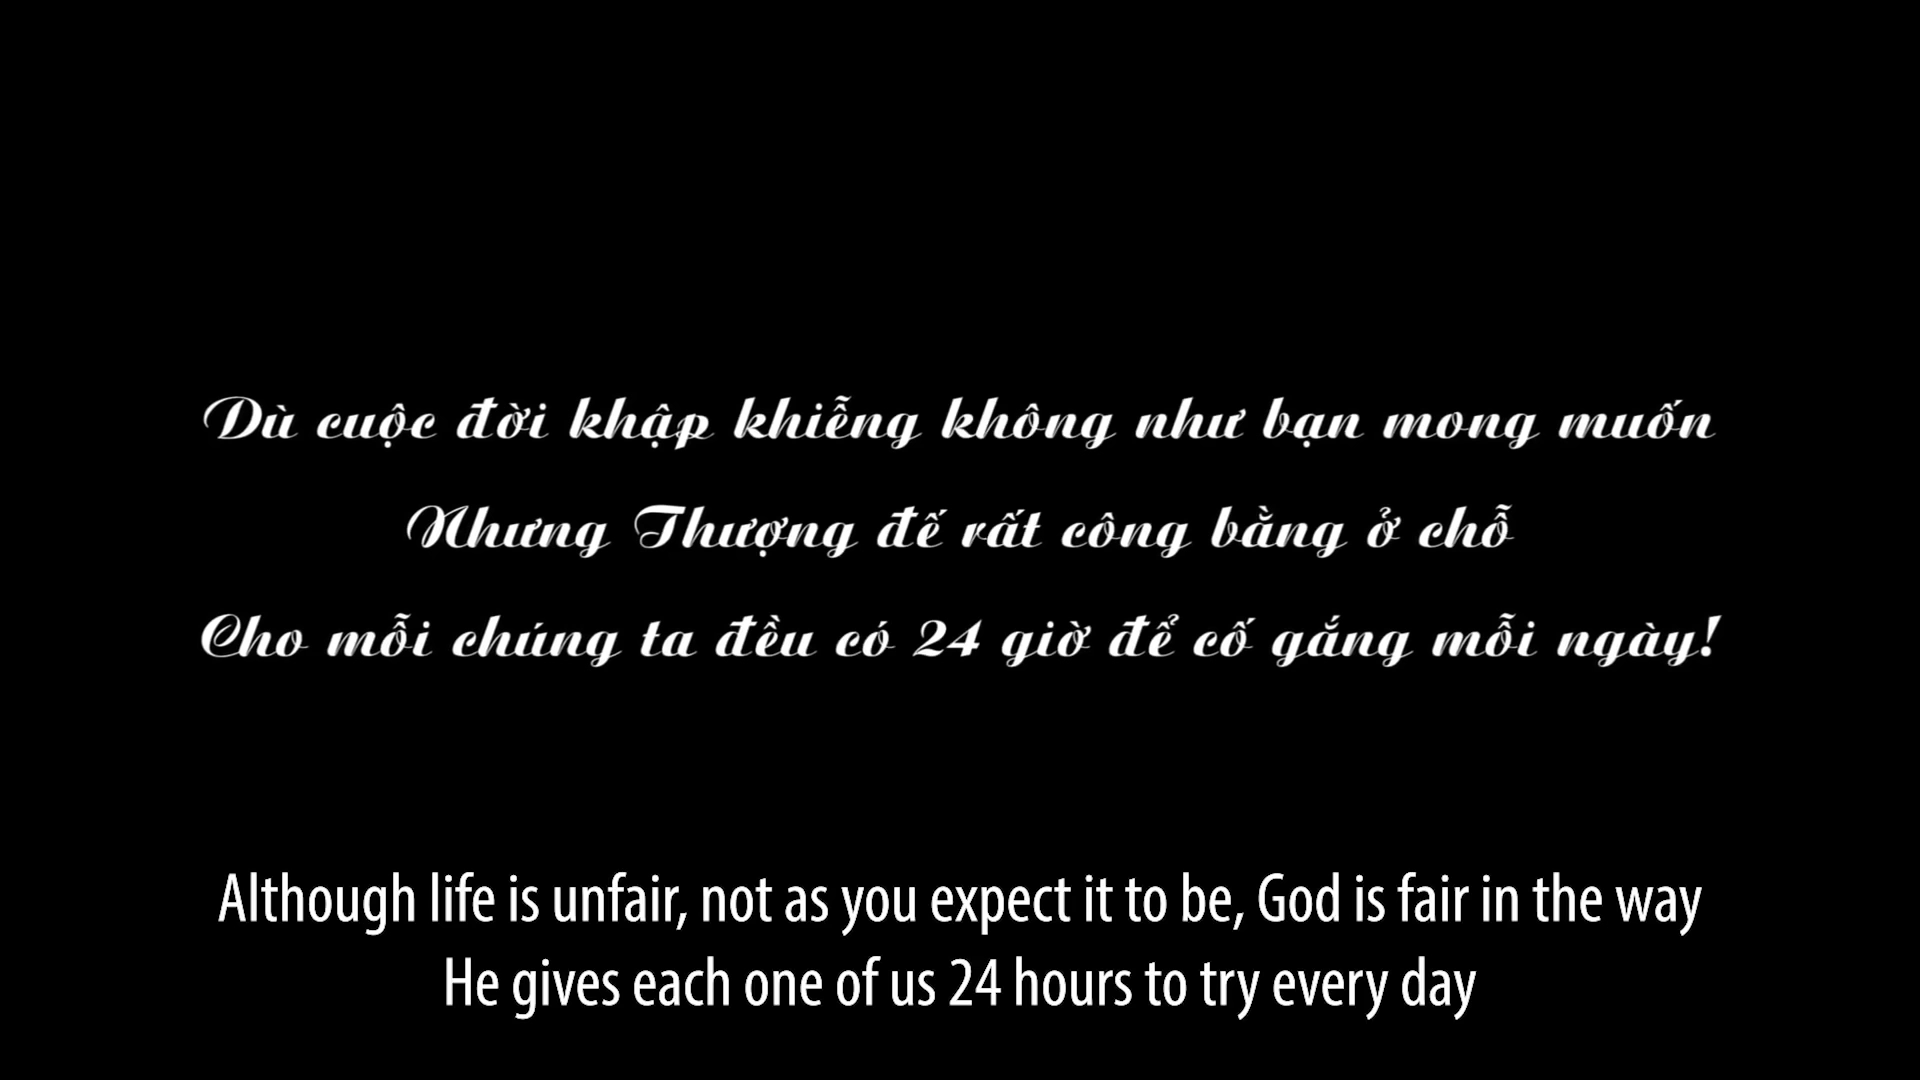 Dù cuộc đời khập khiễng không như bạn mong muốn
Nhưng Thượng đế rất công bằng ở chỗ
Cho mỗi chúng ta đều có 24 giờ để cố gắng mỗi ngày!
Although life is unfair, not as you expect it to be, God is fair in the way
He gives each one of us 24 hours to try every day